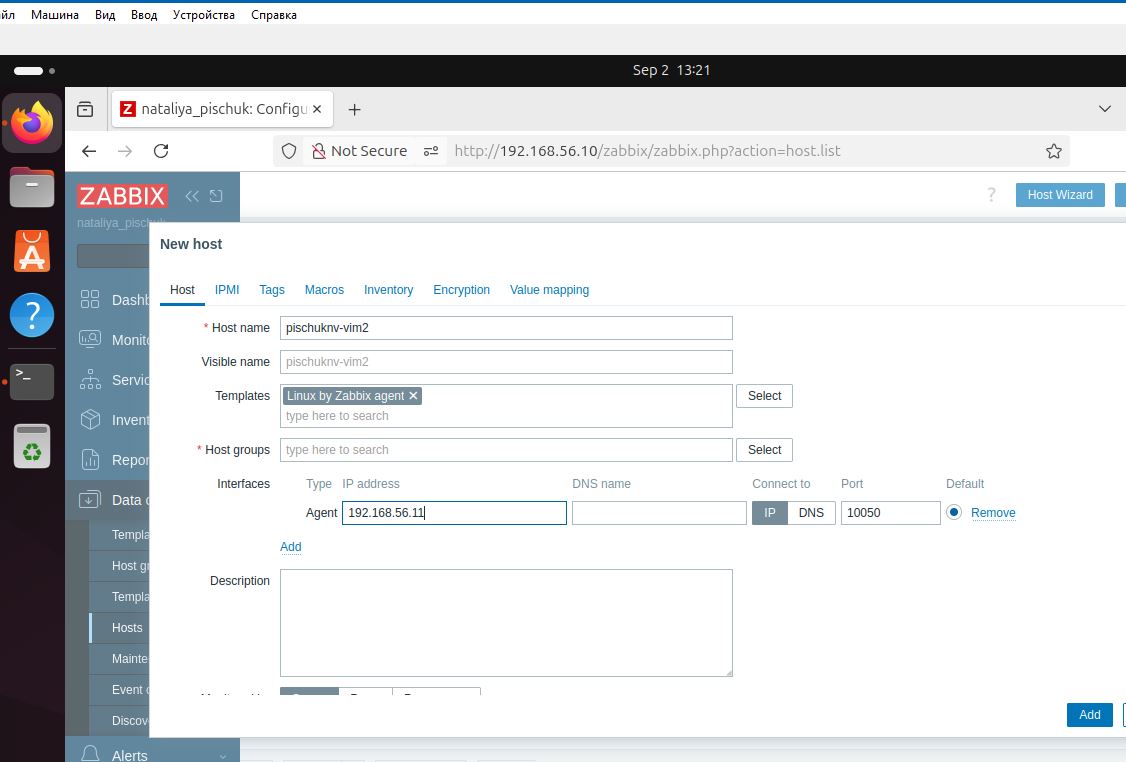 йл Машина Вид Ввод Устройства Справка
Sep 2 13:21
nataliya_pischuk: Configu
Not Secure http://192.168.56.10/zabbix/zabbix.php?action=host.list
ZABBIX
nataliya_pischuk
? Host Wizard
New host
Host IPMI Tags Macros Inventory Encryption Value mapping
* Host name pischuknv-vim2
Visible name pischuknv-vim2
Templates Linux by Zabbix agent Select
type here to search
* Host groups type here to search Select
Interfaces Type IP address DNS name Connect to Port Default
Agent 192.168.56.11 IP DNS 10050 Remove
Add
Description
Add
Dashb
Monito
Servic
Invent
Repor
Data c
Templa
Host gr
Templa
Hosts
Mainte
Event c
Discov
Alerts